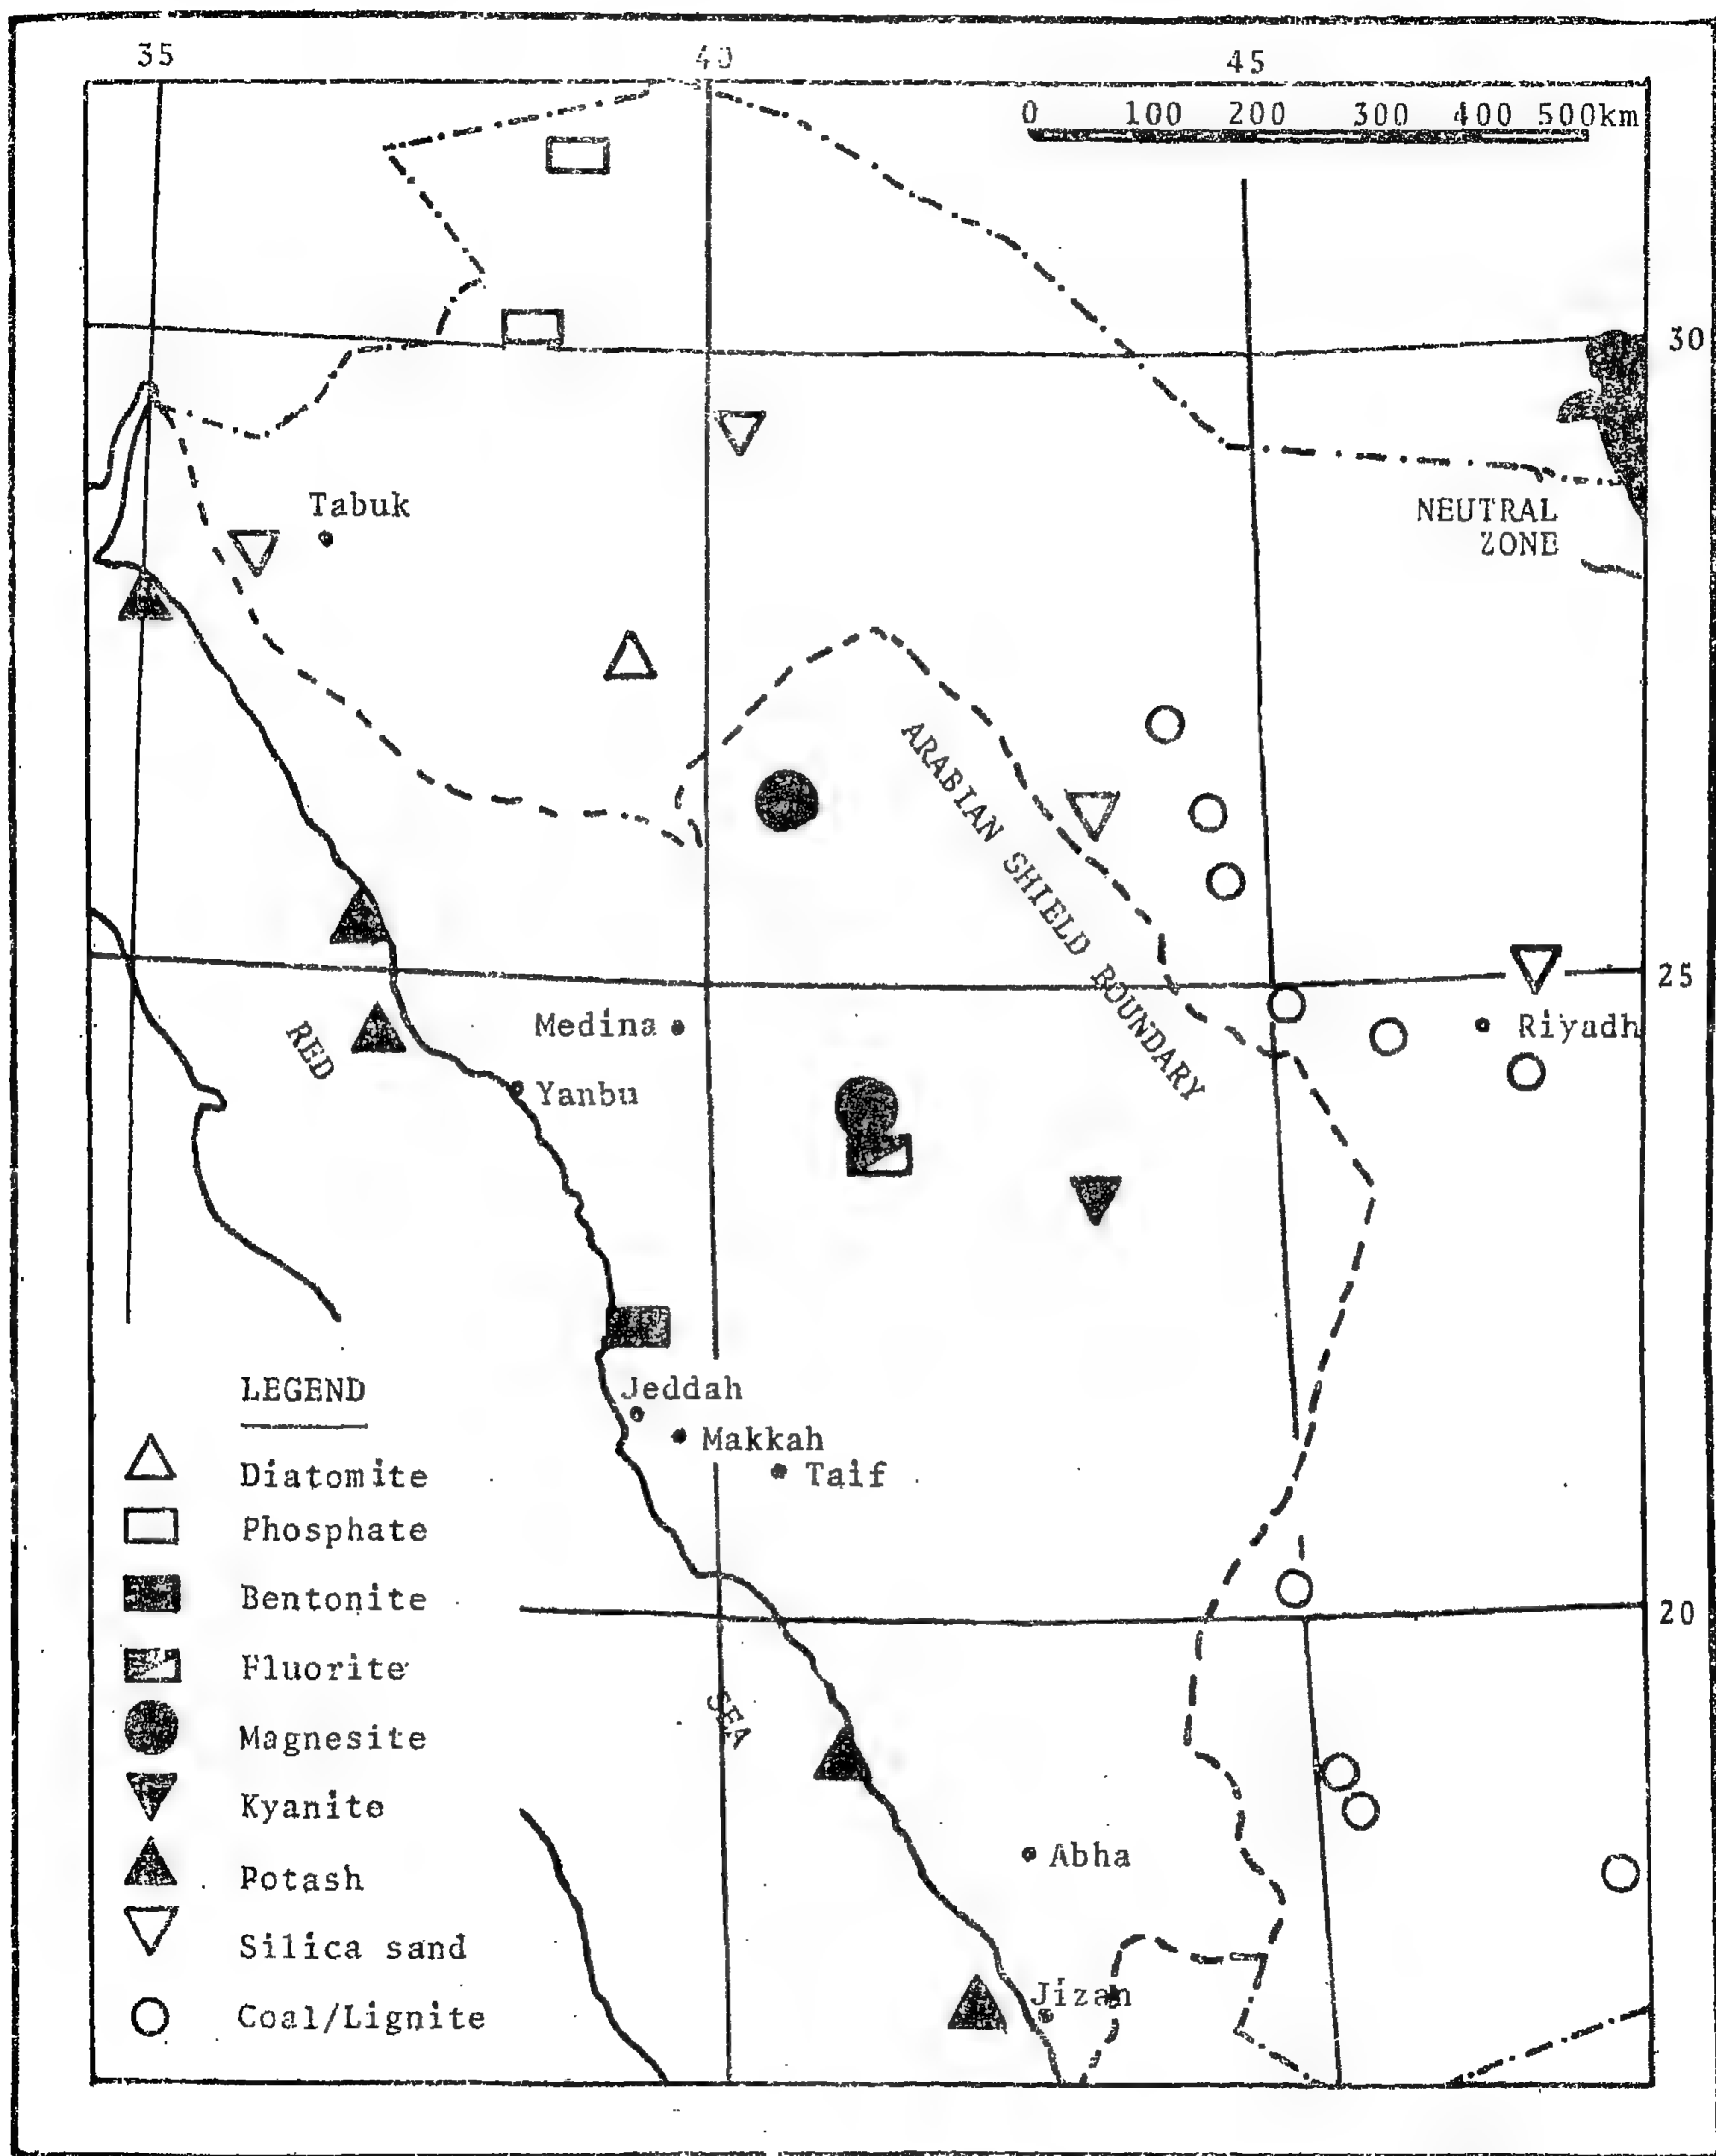 35 40 45
0 100 200 300 400 500km
30
Tabuk
NEUTRAL
ZONE
ARABIAN SHIELD BOUNDARY
25
RED
Medina
Riyadh
Yanbu
LEGEND
Jeddah
Makkah
Taif
Diatomite
Phosphate
Bentonite
20
Fluorite
SEA
Magnesite
Kyanite
Abha
Potash
Silica sand
Jizan
Coal/Lignite